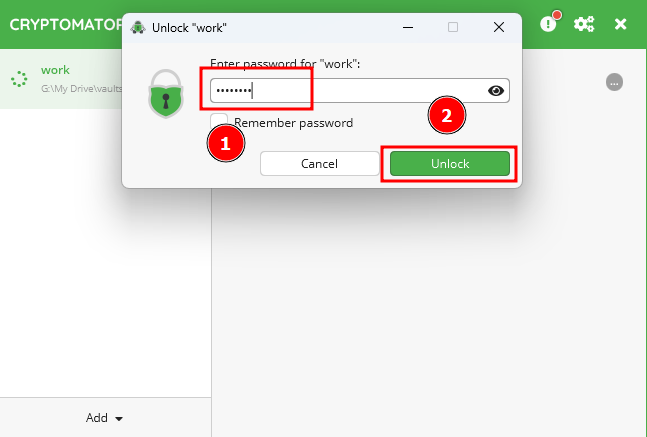 CRYPTOMATOR
Unlock "work"
work
G:\My Drive\vaults
Enter password for "work":
••••••••
Remember password
1
2
Cancel
Unlock
Add